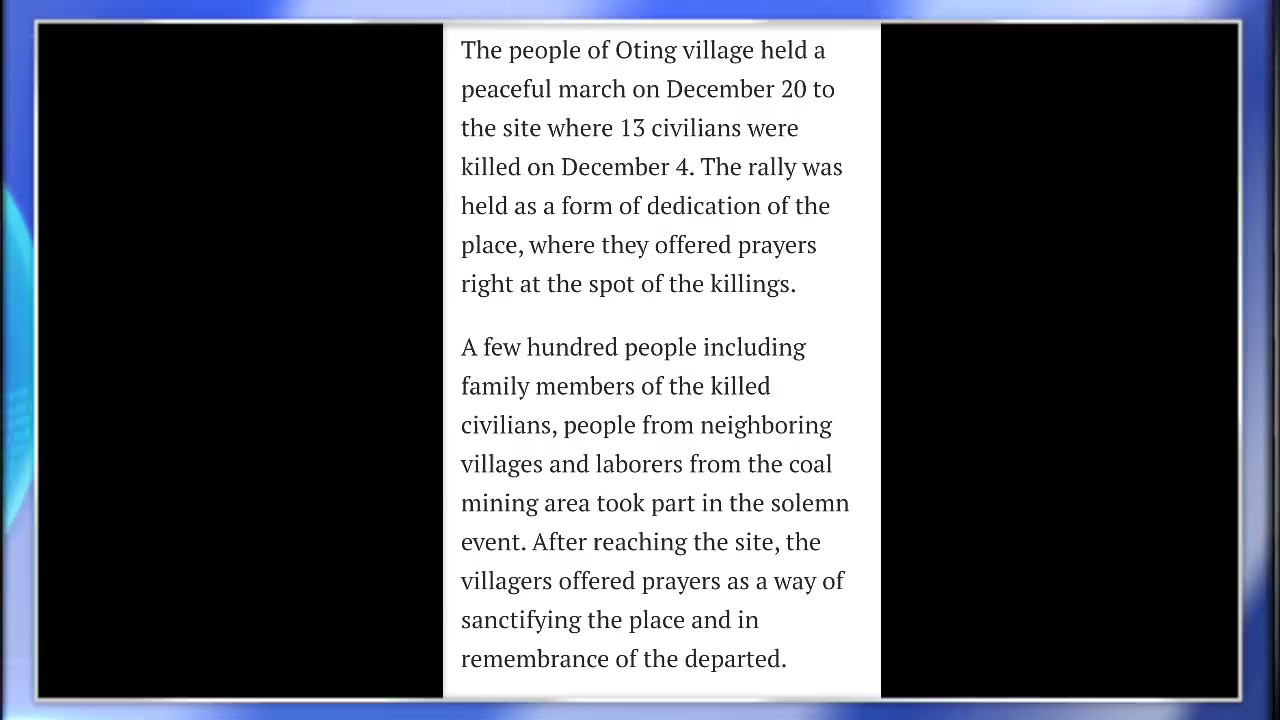 The people of Oting village held a
peaceful march on December 20 to
the site where 13 civilians were
killed on December 4. The rally was
held as a form of dedication of the
place, where they offered prayers
right at the spot of the killings.
A few hundred people including
family members of the killed
civilians, people from neighboring
villages and laborers from the coal
mining area took part in the solemn
event. After reaching the site, the
villagers offered prayers as a way of
sanctifying the place and in
remembrance of the departed.